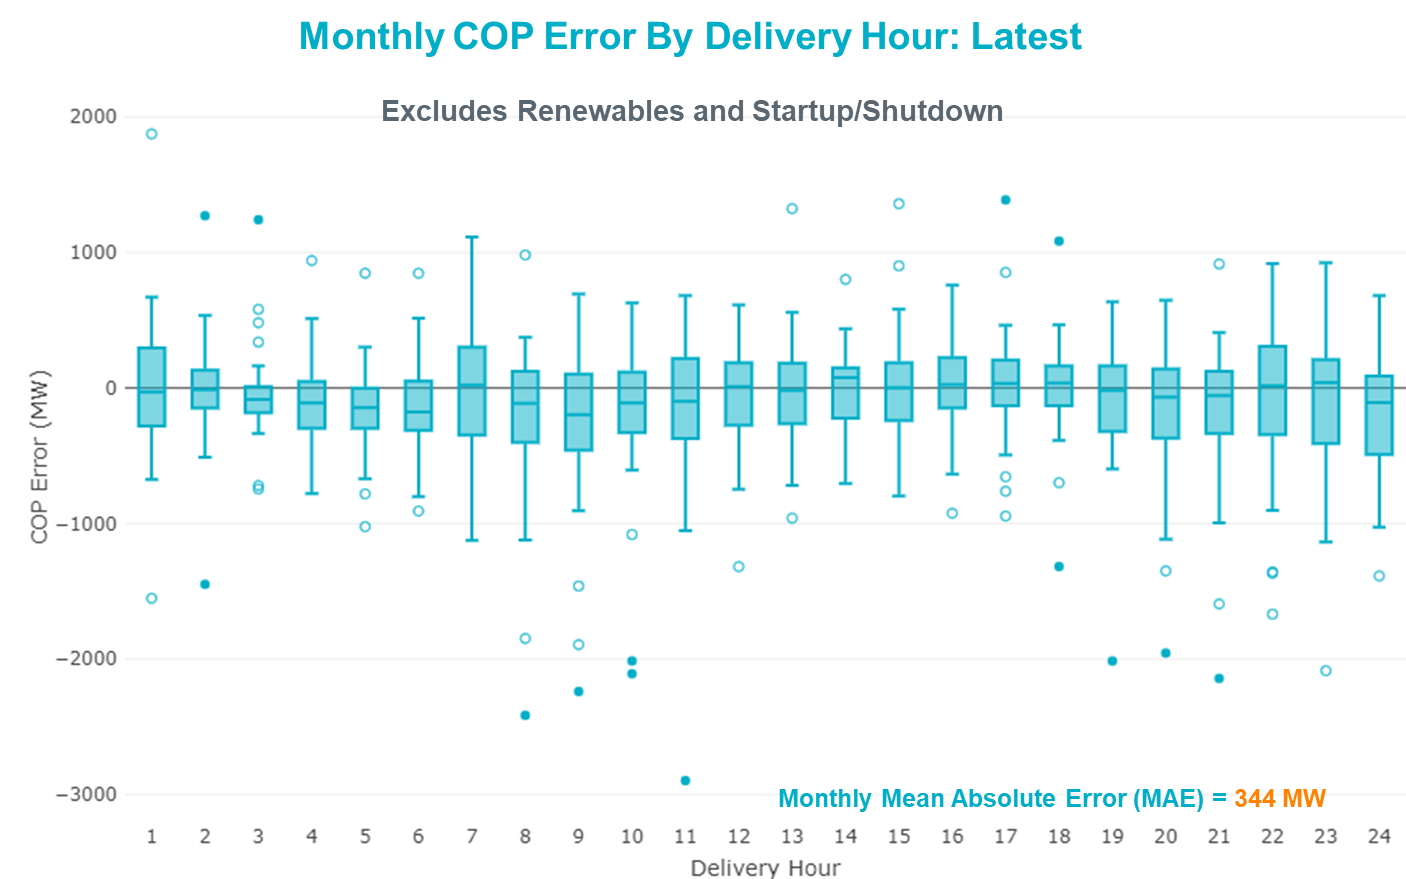 Monthly COP Error By Delivery Hour: Latest
Excludes Renewables and Startup/Shutdown
2000
1000
0
−1000
−2000
−3000
COP Error (MW)
Monthly Mean Absolute Error (MAE) = 344 MW
1 2 3 4 5 6 7 8 9 10 11 12 13 14 15 16 17 18 19 20 21 22 23 24
Delivery Hour